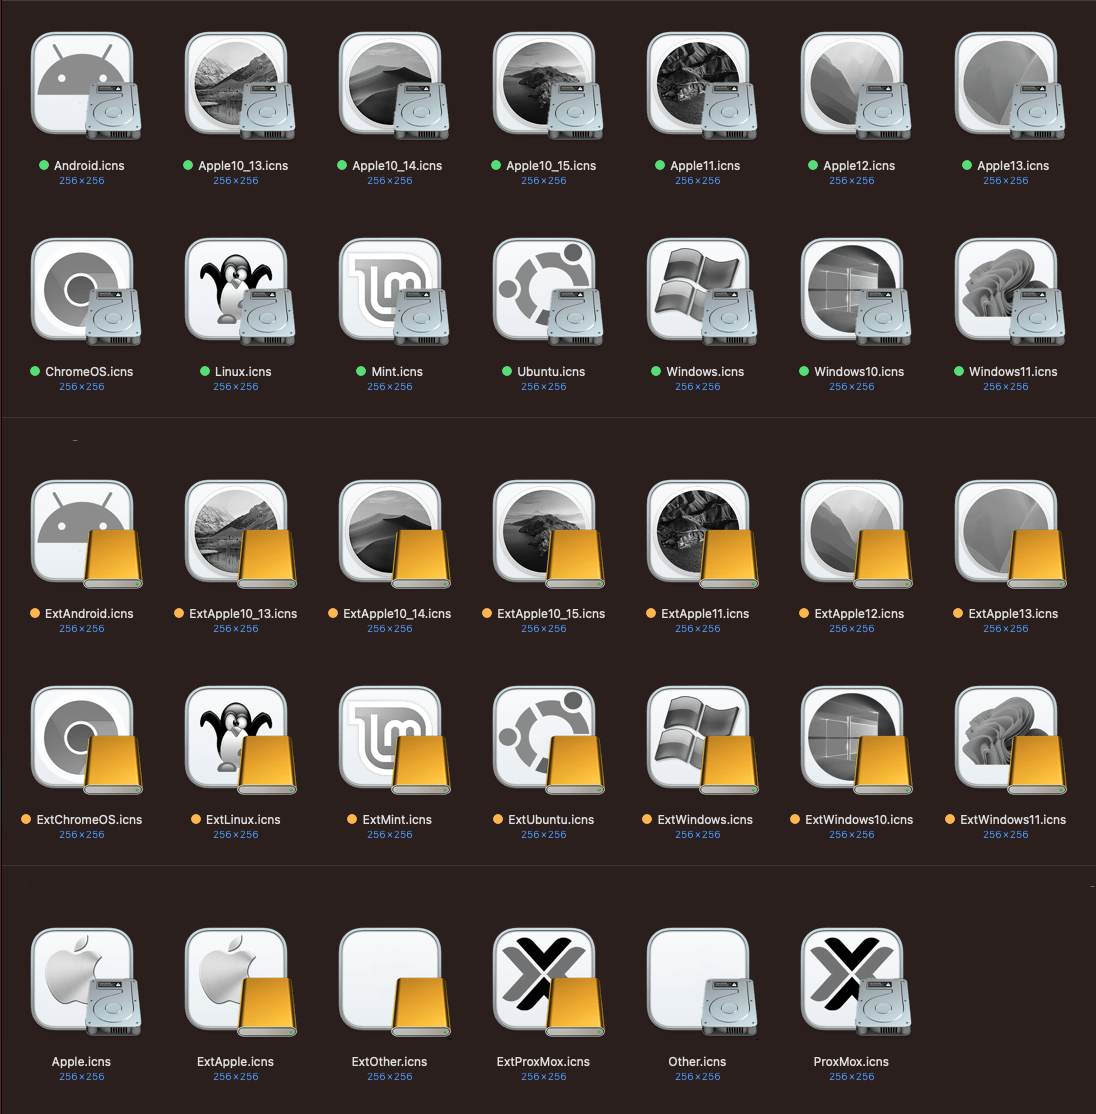 Android.icns Apple10_13.icns Apple10_14.icns Apple10_15.icns Apple11.icns Apple12.icns Apple13.icns
256×256 256×256 256×256 256×256 256×256 256×256 256×256
ChromeOS.icns Linux.icns Mint.icns Ubuntu.icns Windows.icns Windows10.icns Windows11.icns
256×256 256×256 256×256 256×256 256×256 256×256 256×256
ExtAndroid.icns ExtApple10_13.icns ExtApple10_14.icns ExtApple10_15.icns ExtApple11.icns ExtApple12.icns ExtApple13.icns
256×256 256×256 256×256 256×256 256×256 256×256 256×256
ExtChromeOS.icns ExtLinux.icns ExtMint.icns ExtUbuntu.icns ExtWindows.icns ExtWindows10.icns ExtWindows11.icns
256×256 256×256 256×256 256×256 256×256 256×256 256×256
Apple.icns ExtApple.icns ExtOther.icns ExtProxMox.icns Other.icns ProxMox.icns
256×256 256×256 256×256 256×256 256×256 256×256